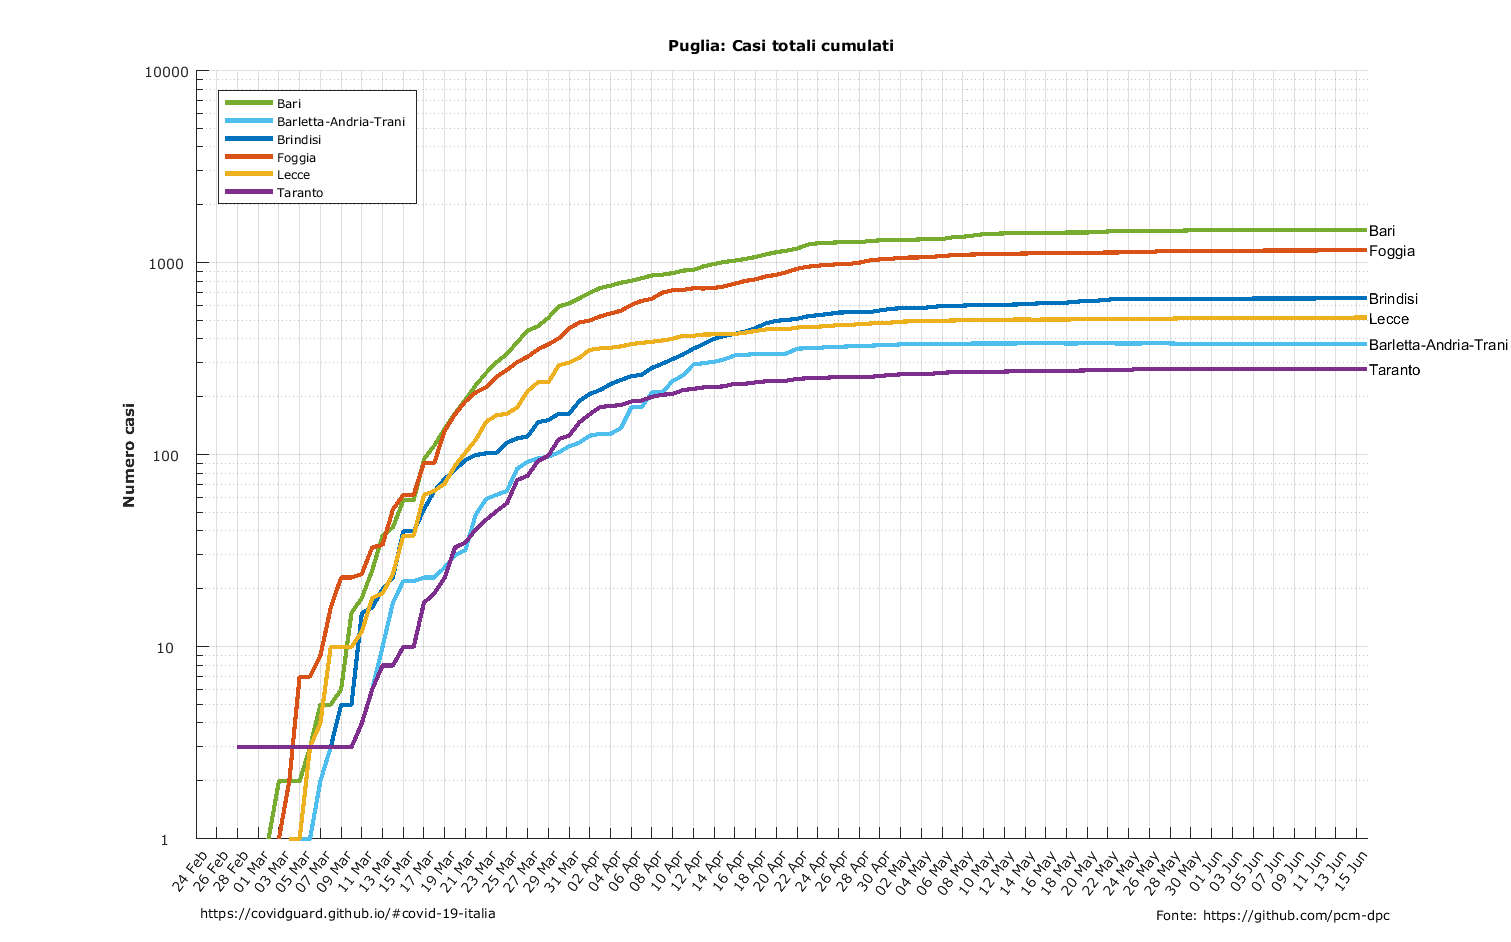 Puglia: Casi totali cumulati
10000
1000
100
10
1
Numero casi
Bari
Barletta-Andria-Trani
Brindisi
Foggia
Lecce
Taranto
Bari
Foggia
Brindisi
Lecce
Barletta-Andria-Trani
Taranto
24 Feb
26 Feb
28 Feb
01 Mar
03 Mar
05 Mar
07 Mar
09 Mar
11 Mar
13 Mar
15 Mar
17 Mar
19 Mar
21 Mar
23 Mar
25 Mar
27 Mar
29 Mar
31 Mar
02 Apr
04 Apr
06 Apr
08 Apr
10 Apr
12 Apr
14 Apr
16 Apr
18 Apr
20 Apr
22 Apr
24 Apr
26 Apr
28 Apr
30 Apr
02 May
04 May
06 May
08 May
10 May
12 May
14 May
16 May
18 May
20 May
22 May
24 May
26 May
28 May
30 May
01 Jun
03 Jun
05 Jun
07 Jun
09 Jun
11 Jun
13 Jun
15 Jun
https://covidguard.github.io/#covid-19-italia
Fonte: https://github.com/pcm-dpc